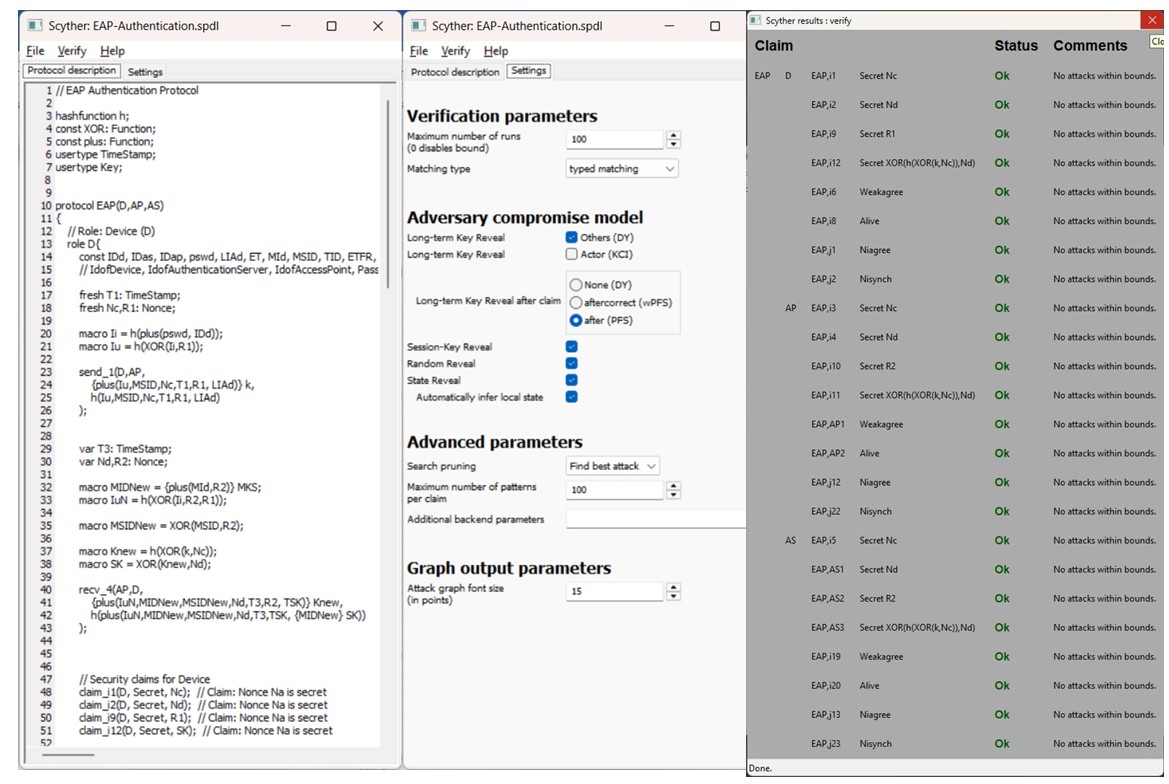 Scyther: EAP-Authentication.spdl
File Verify Help
Protocol description Settings
1 // EAP Authentication Protocol
2
3 hashfunction h;
4 const XOR: Function;
5 const plus: Function;
6 usertype TimeStamp;
7 usertype Key;
8
9
10 protocol EAP(D,AP,AS)
11 {
12 // Role: Device (D)
13 role D{
14 const IDd, IDas, IDap, pswd, LIAd, ET, MId, MSID, TID, ETFR,
15 // IdofDevice, IdofAuthenticationServer, IdofAccessPoint, Pass
16
17 fresh T1: TimeStamp;
18 fresh Nc,R1: Nonce;
19
20 macro Ii = h(plus(pswd, IDd));
21 macro Iu = h(XOR(Ii,R1));
22
23 send_1(D,AP,
24 {plus(Iu,MSID,Nc,T1,R1, LIAd)} k,
25 h(Iu,MSID,Nc,T1,R1, LIAd)
26 );
27
28
29 var T3: TimeStamp;
30 var Nd,R2: Nonce;
31
32 macro MIDNew = {plus(MId,R2)} MKS;
33 macro IuN = h(XOR(Ii,R2,R1));
34
35 macro MSIDNew = XOR(MSID,R2);
36
37 macro Knew = h(XOR(k,Nc));
38 macro SK = XOR(Knew,Nd);
39
40 recv_4(AP,D,
41 {plus(IuN,MIDNew,MSIDNew,Nd,T3,R2, TSK)} Knew,
42 h(plus(IuN,MIDNew,MSIDNew,Nd,T3,TSK, {MIDNew} SK))
43 );
44
45
46
47 // Security claims for Device
48 claim_i1(D, Secret, Nc); // Claim: Nonce Na is secret
49 claim_i2(D, Secret, Nd); // Claim: Nonce Na is secret
50 claim_i9(D, Secret, R1); // Claim: Nonce Na is secret
51 claim_i12(D, Secret, SK); // Claim: Nonce Na is secret
52
Scyther: EAP-Authentication.spdl
File Verify Help
Protocol description Settings
Verification parameters
Maximum number of runs
(0 disables bound)
100
Matching type typed matching
Adversary compromise model
Long-term Key Reveal Others (DY)
Long-term Key Reveal Actor (KCI)
None (DY)
Long-term Key Reveal after claim aftercorrect (wPFS)
after (PFS)
Session-Key Reveal
Random Reveal
State Reveal
Automatically infer local state
Advanced parameters
Search pruning Find best attack
Maximum number of patterns
per claim
100
Additional backend parameters
Graph output parameters
Attack graph font size
(in points)
15
Scyther results : verify
Clo
Claim Status Comments
EAP D EAP,i1 Secret Nc Ok No attacks within bounds.
EAP,i2 Secret Nd Ok No attacks within bounds.
EAP,i9 Secret R1 Ok No attacks within bounds.
EAP,i12 Secret XOR(h(XOR(k,Nc)),Nd) Ok No attacks within bounds.
EAP,i6 Weakagree Ok No attacks within bounds.
EAP,i8 Alive Ok No attacks within bounds.
EAP,j1 Niagree Ok No attacks within bounds.
EAP,j2 Nisynch Ok No attacks within bounds.
AP EAP,i3 Secret Nc Ok No attacks within bounds.
EAP,i4 Secret Nd Ok No attacks within bounds.
EAP,i10 Secret R2 Ok No attacks within bounds.
EAP,i11 Secret XOR(h(XOR(k,Nc)),Nd) Ok No attacks within bounds.
EAP,AP1 Weakagree Ok No attacks within bounds.
EAP,AP2 Alive Ok No attacks within bounds.
EAP,j12 Niagree Ok No attacks within bounds.
EAP,j22 Nisynch Ok No attacks within bounds.
AS EAP,i5 Secret Nc Ok No attacks within bounds.
EAP,AS1 Secret Nd Ok No attacks within bounds.
EAP,AS2 Secret R2 Ok No attacks within bounds.
EAP,AS3 Secret XOR(h(XOR(k,Nc)),Nd) Ok No attacks within bounds.
EAP,i19 Weakagree Ok No attacks within bounds.
EAP,i20 Alive Ok No attacks within bounds.
EAP,j13 Niagree Ok No attacks within bounds.
EAP,j23 Nisynch Ok No attacks within bounds.
Done.